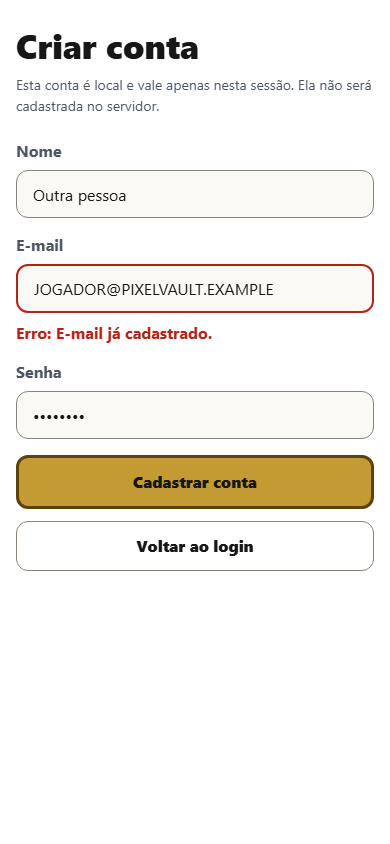 Criar conta
Esta conta é local e vale apenas nesta sessão. Ela não será
cadastrada no servidor.
Nome
Outra pessoa
E-mail
JOGADOR@PIXELVAULT.EXAMPLE
Erro: E-mail já cadastrado.
Senha
••••••••
Cadastrar conta
Voltar ao login